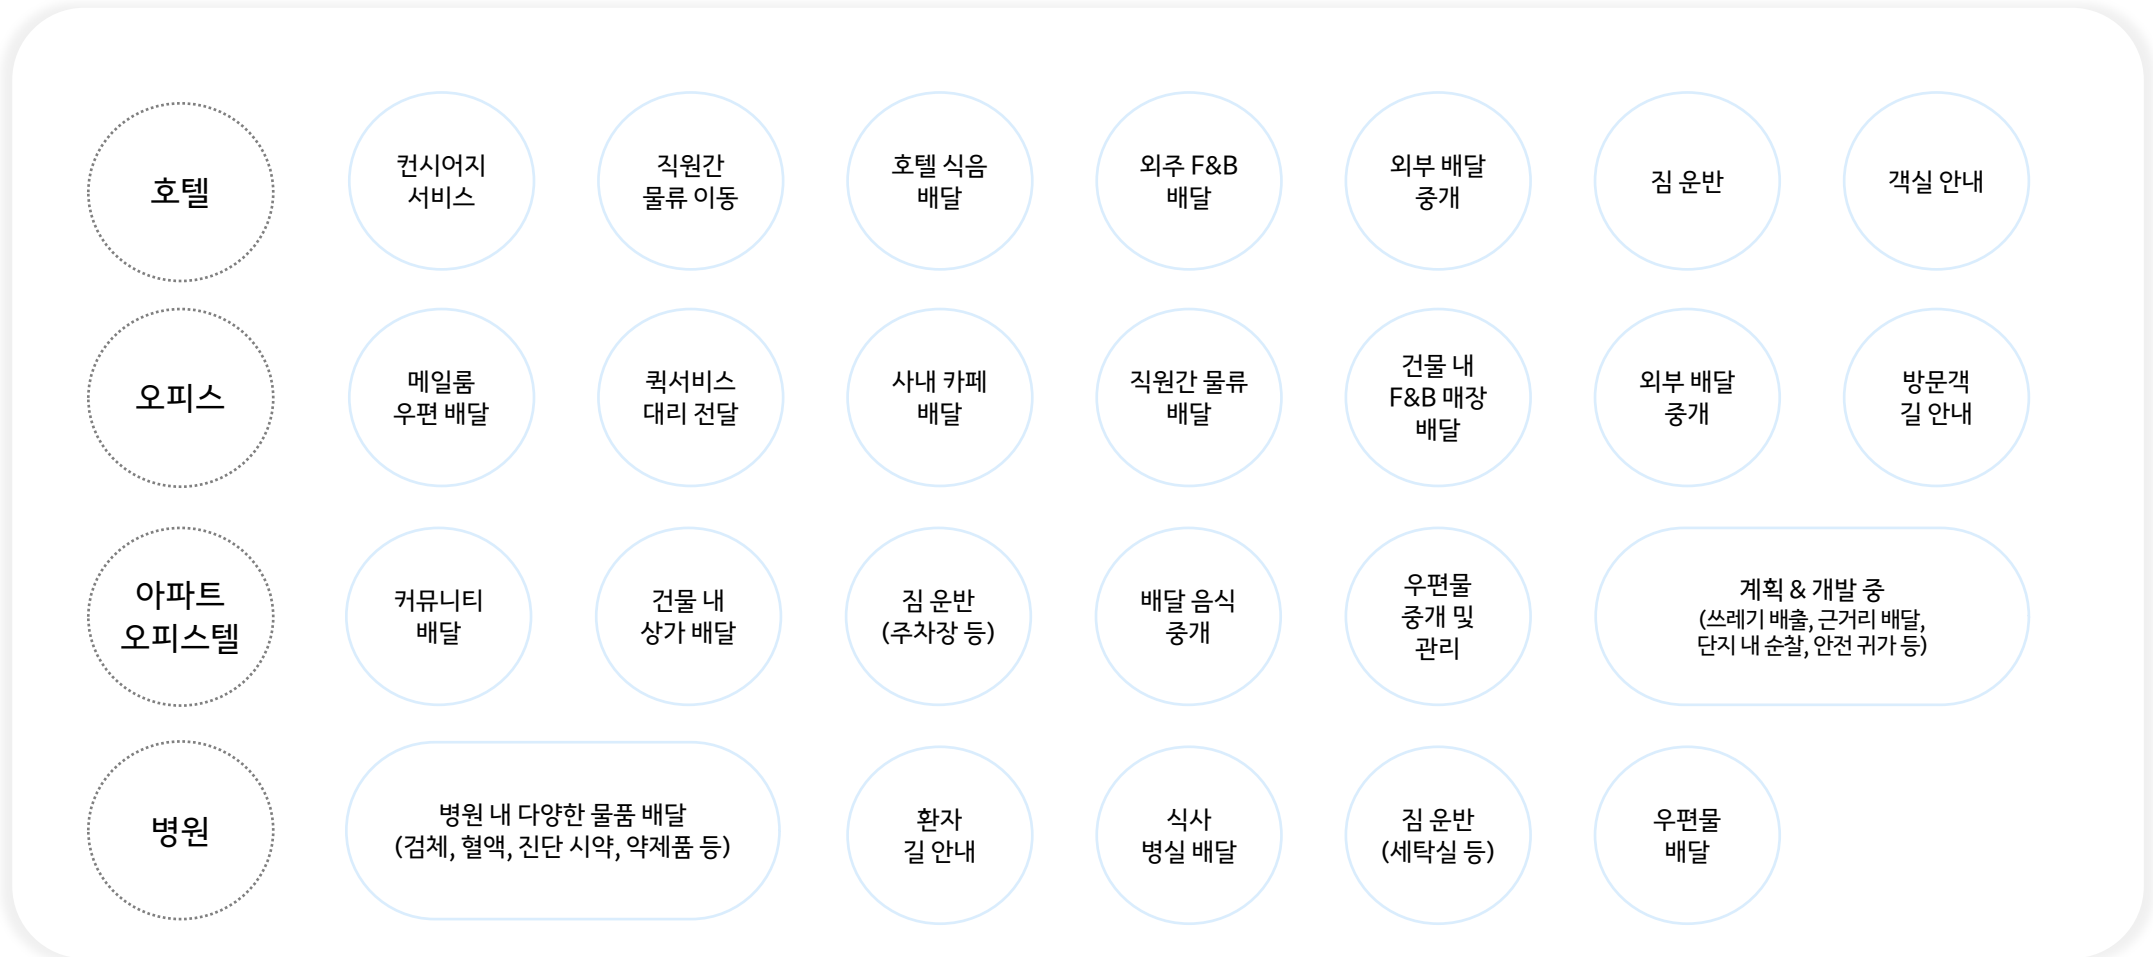 호텔
컨시어지
서비스
직원간
물류 이동
호텔 식음
배달
외주 F&B
배달
외부 배달
중개
짐 운반
객실 안내
오피스
메일룸
우편 배달
퀵서비스
대리 전달
사내 카페
배달
직원간 물류
배달
건물 내
F&B 매장
배달
외부 배달
중개
방문객
길 안내
아파트
오피스텔
커뮤니티
배달
건물 내
상가 배달
짐 운반
(주차장 등)
배달 음식
중개
우편물
중개 및
관리
계획 & 개발 중
(쓰레기 배출, 근거리 배달,
단지 내 순찰, 안전 귀가 등)
병원
병원 내 다양한 물품 배달
(검체, 혈액, 진단 시약, 약제품 등)
환자
길 안내
식사
병실 배달
짐 운반
(세탁실 등)
우편물
배달